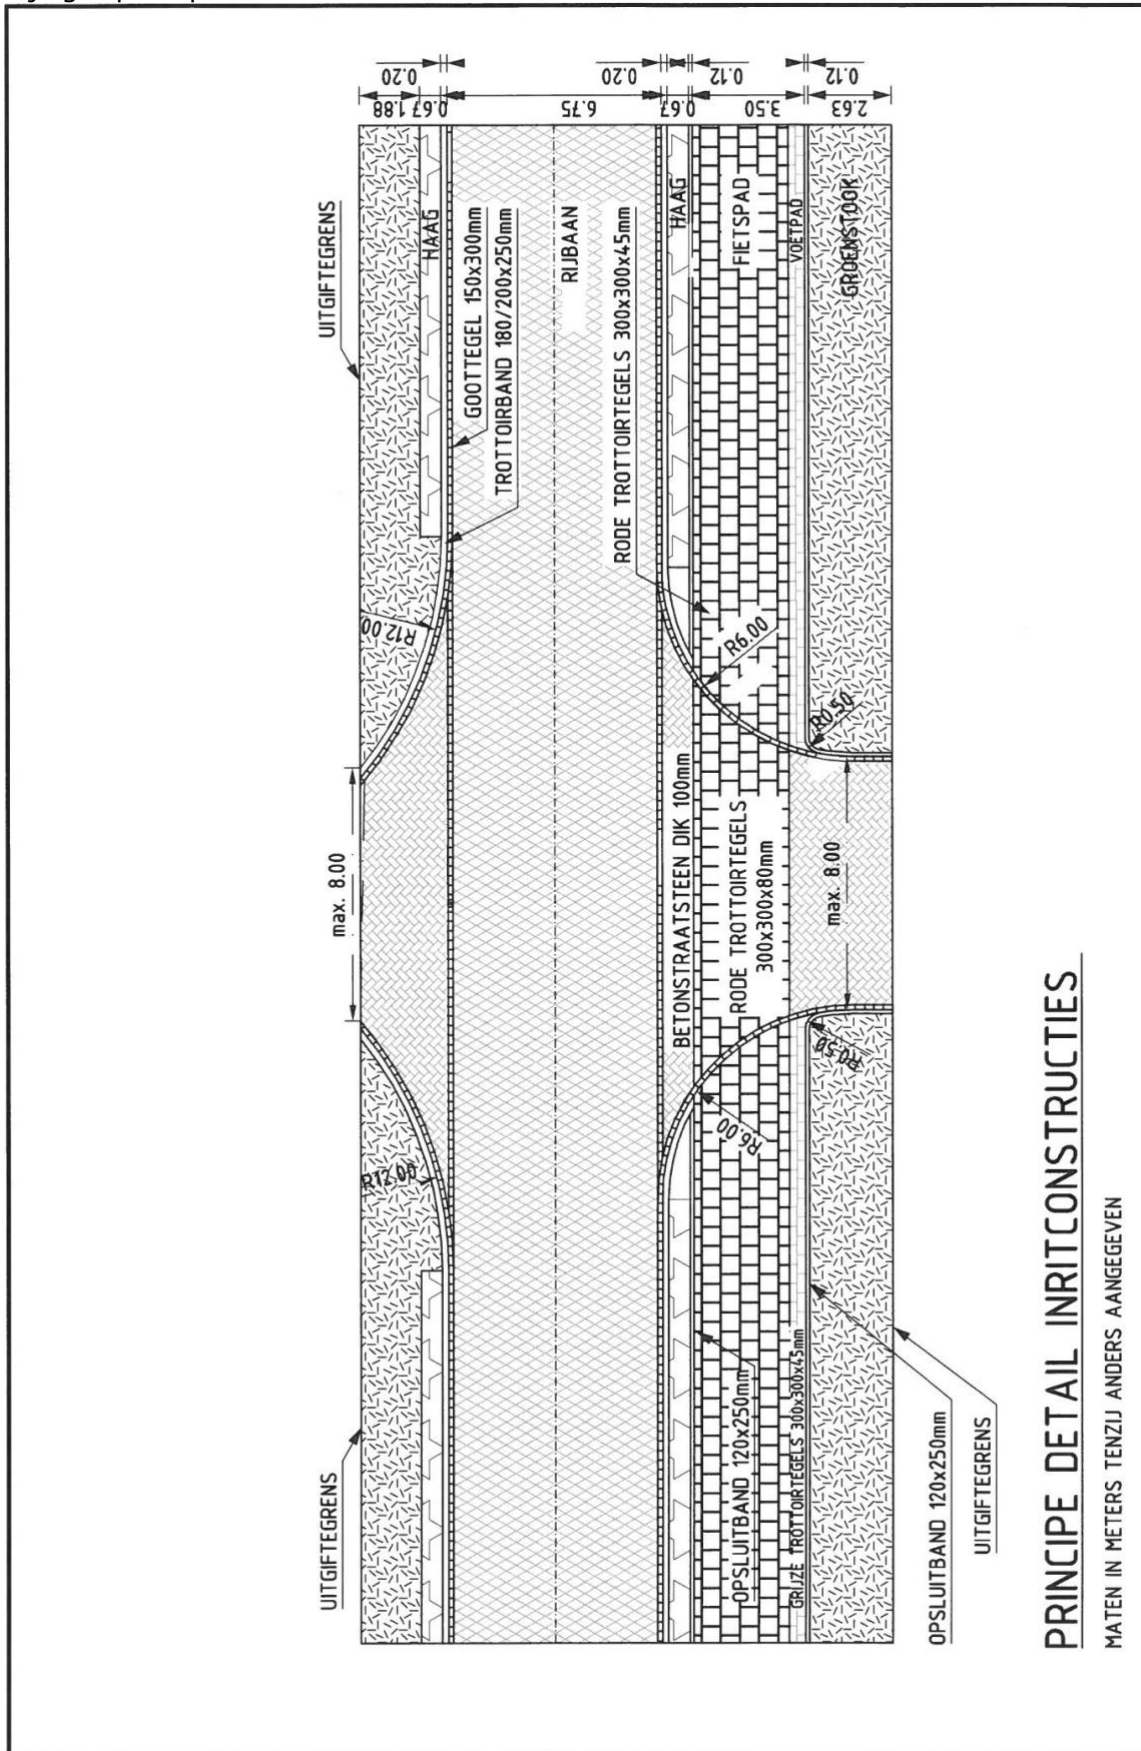 UITGIFTEGRENS
UITGIFTEGRENS
max. 8.00
R12.00
R12.00
HAAG
GOOTTEGEL 150x300mm
TROTTOIRBAND 180/200x250mm
RIJBAAN
RODE TROTTOIRTEGELS 300x300x45mm
HAAG
FIETSPAD
VOETPAD
GROENSTOOK
BETONSTRAATSTEEN DIK 100mm
RODE TROTTOIRTEGELS
300x300x80mm
max. 8.00
R6.00
R6.00
R0.50
R0.50
OPSLUITBAND 120x250mm
GRIJZE TROTTOIRTEGELS 300x300x45mm
OPSLUITBAND 120x250mm
UITGIFTEGRENS
1.88
0.67
0.20
6.75
0.20
0.67
0.12
3.50
0.12
2.63
PRINCIPE DETAIL INRITCONSTRUCTIES
MATEN IN METERS TENZIJ ANDERS AANGEGEVEN